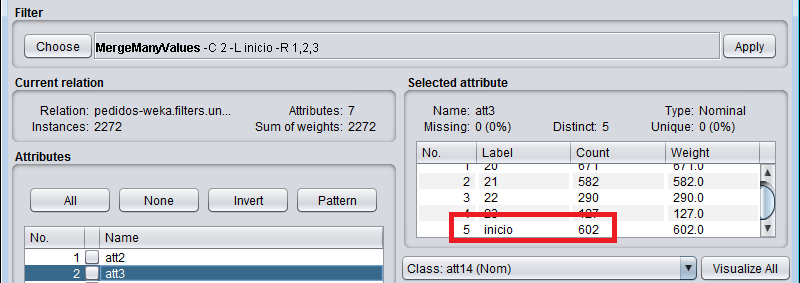 Filter
Choose MergeManyValues -C 2 -L inicio -R 1,2,3 Apply
Current relation
Relation: pedidos-weka.filters.un... Attributes: 7
Instances: 2272 Sum of weights: 2272
Attributes
All None Invert Pattern
No. Name
1 att2
2 att3
Selected attribute
Name: att3 Type: Nominal
Missing: 0 (0%) Distinct: 5 Unique: 0 (0%)
No. Label Count Weight
1 20 671 671.0
2 21 582 582.0
3 22 290 290.0
4 23 127 127.0
5 inicio 602 602.0
Class: att14 (Nom) Visualize All